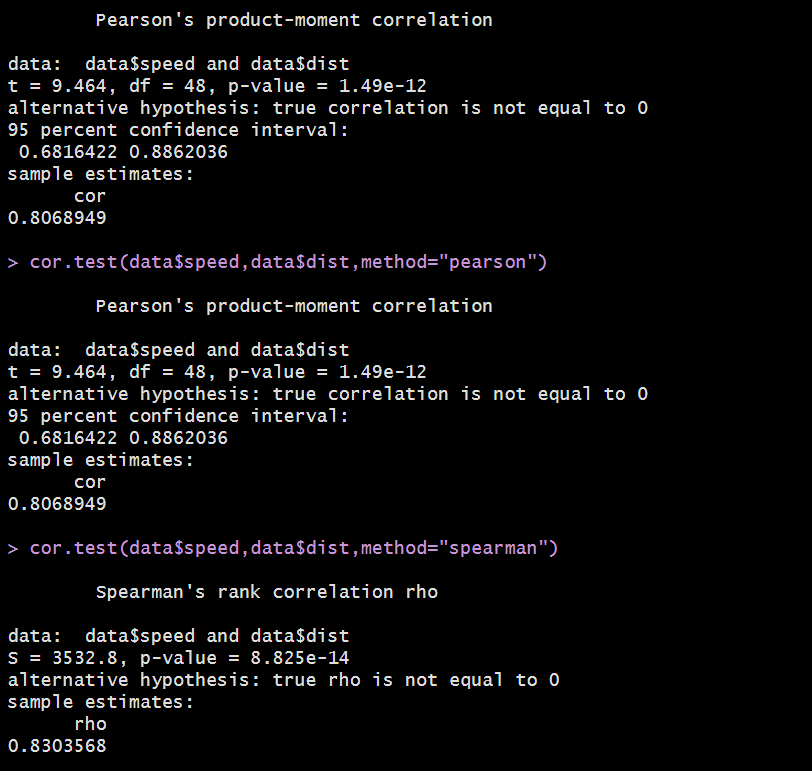 Pearson's product-moment correlation
data:  data$speed and data$dist
t = 9.464, df = 48, p-value = 1.49e-12
alternative hypothesis: true correlation is not equal to 0
95 percent confidence interval:
 0.6816422 0.8862036
sample estimates:
      cor
0.8068949
> cor.test(data$speed,data$dist,method="pearson")
        Pearson's product-moment correlation
data:  data$speed and data$dist
t = 9.464, df = 48, p-value = 1.49e-12
alternative hypothesis: true correlation is not equal to 0
95 percent confidence interval:
 0.6816422 0.8862036
sample estimates:
      cor
0.8068949
> cor.test(data$speed,data$dist,method="spearman")
        Spearman's rank correlation rho
data:  data$speed and data$dist
S = 3532.8, p-value = 8.825e-14
alternative hypothesis: true rho is not equal to 0
sample estimates:
      rho
0.8303568